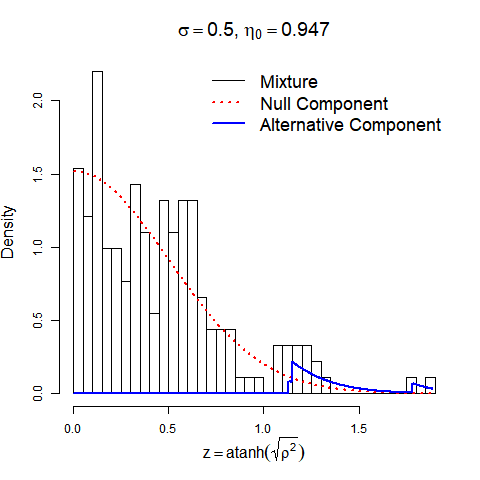 σ = 0.5, η₀ = 0.947
Mixture
Null Component
Alternative Component
Density
2.0
1.5
1.0
0.5
0.0
0.0 0.5 1.0 1.5
z = atanh(√ρ²)